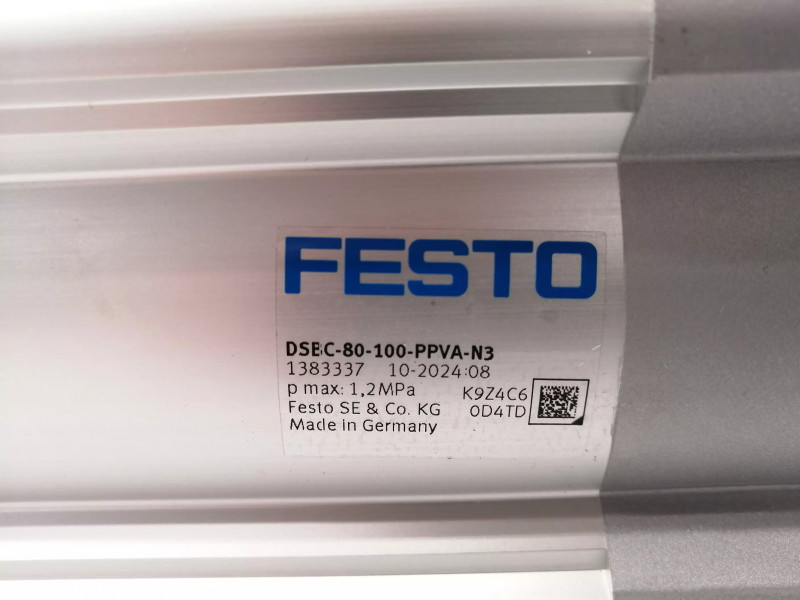 FESTO
DSBC-80-100-PPVA-N3
1383337 10-2024:08
p max: 1,2MPa K9Z4C6
Festo SE & Co. KG 0D4TD
Made in Germany